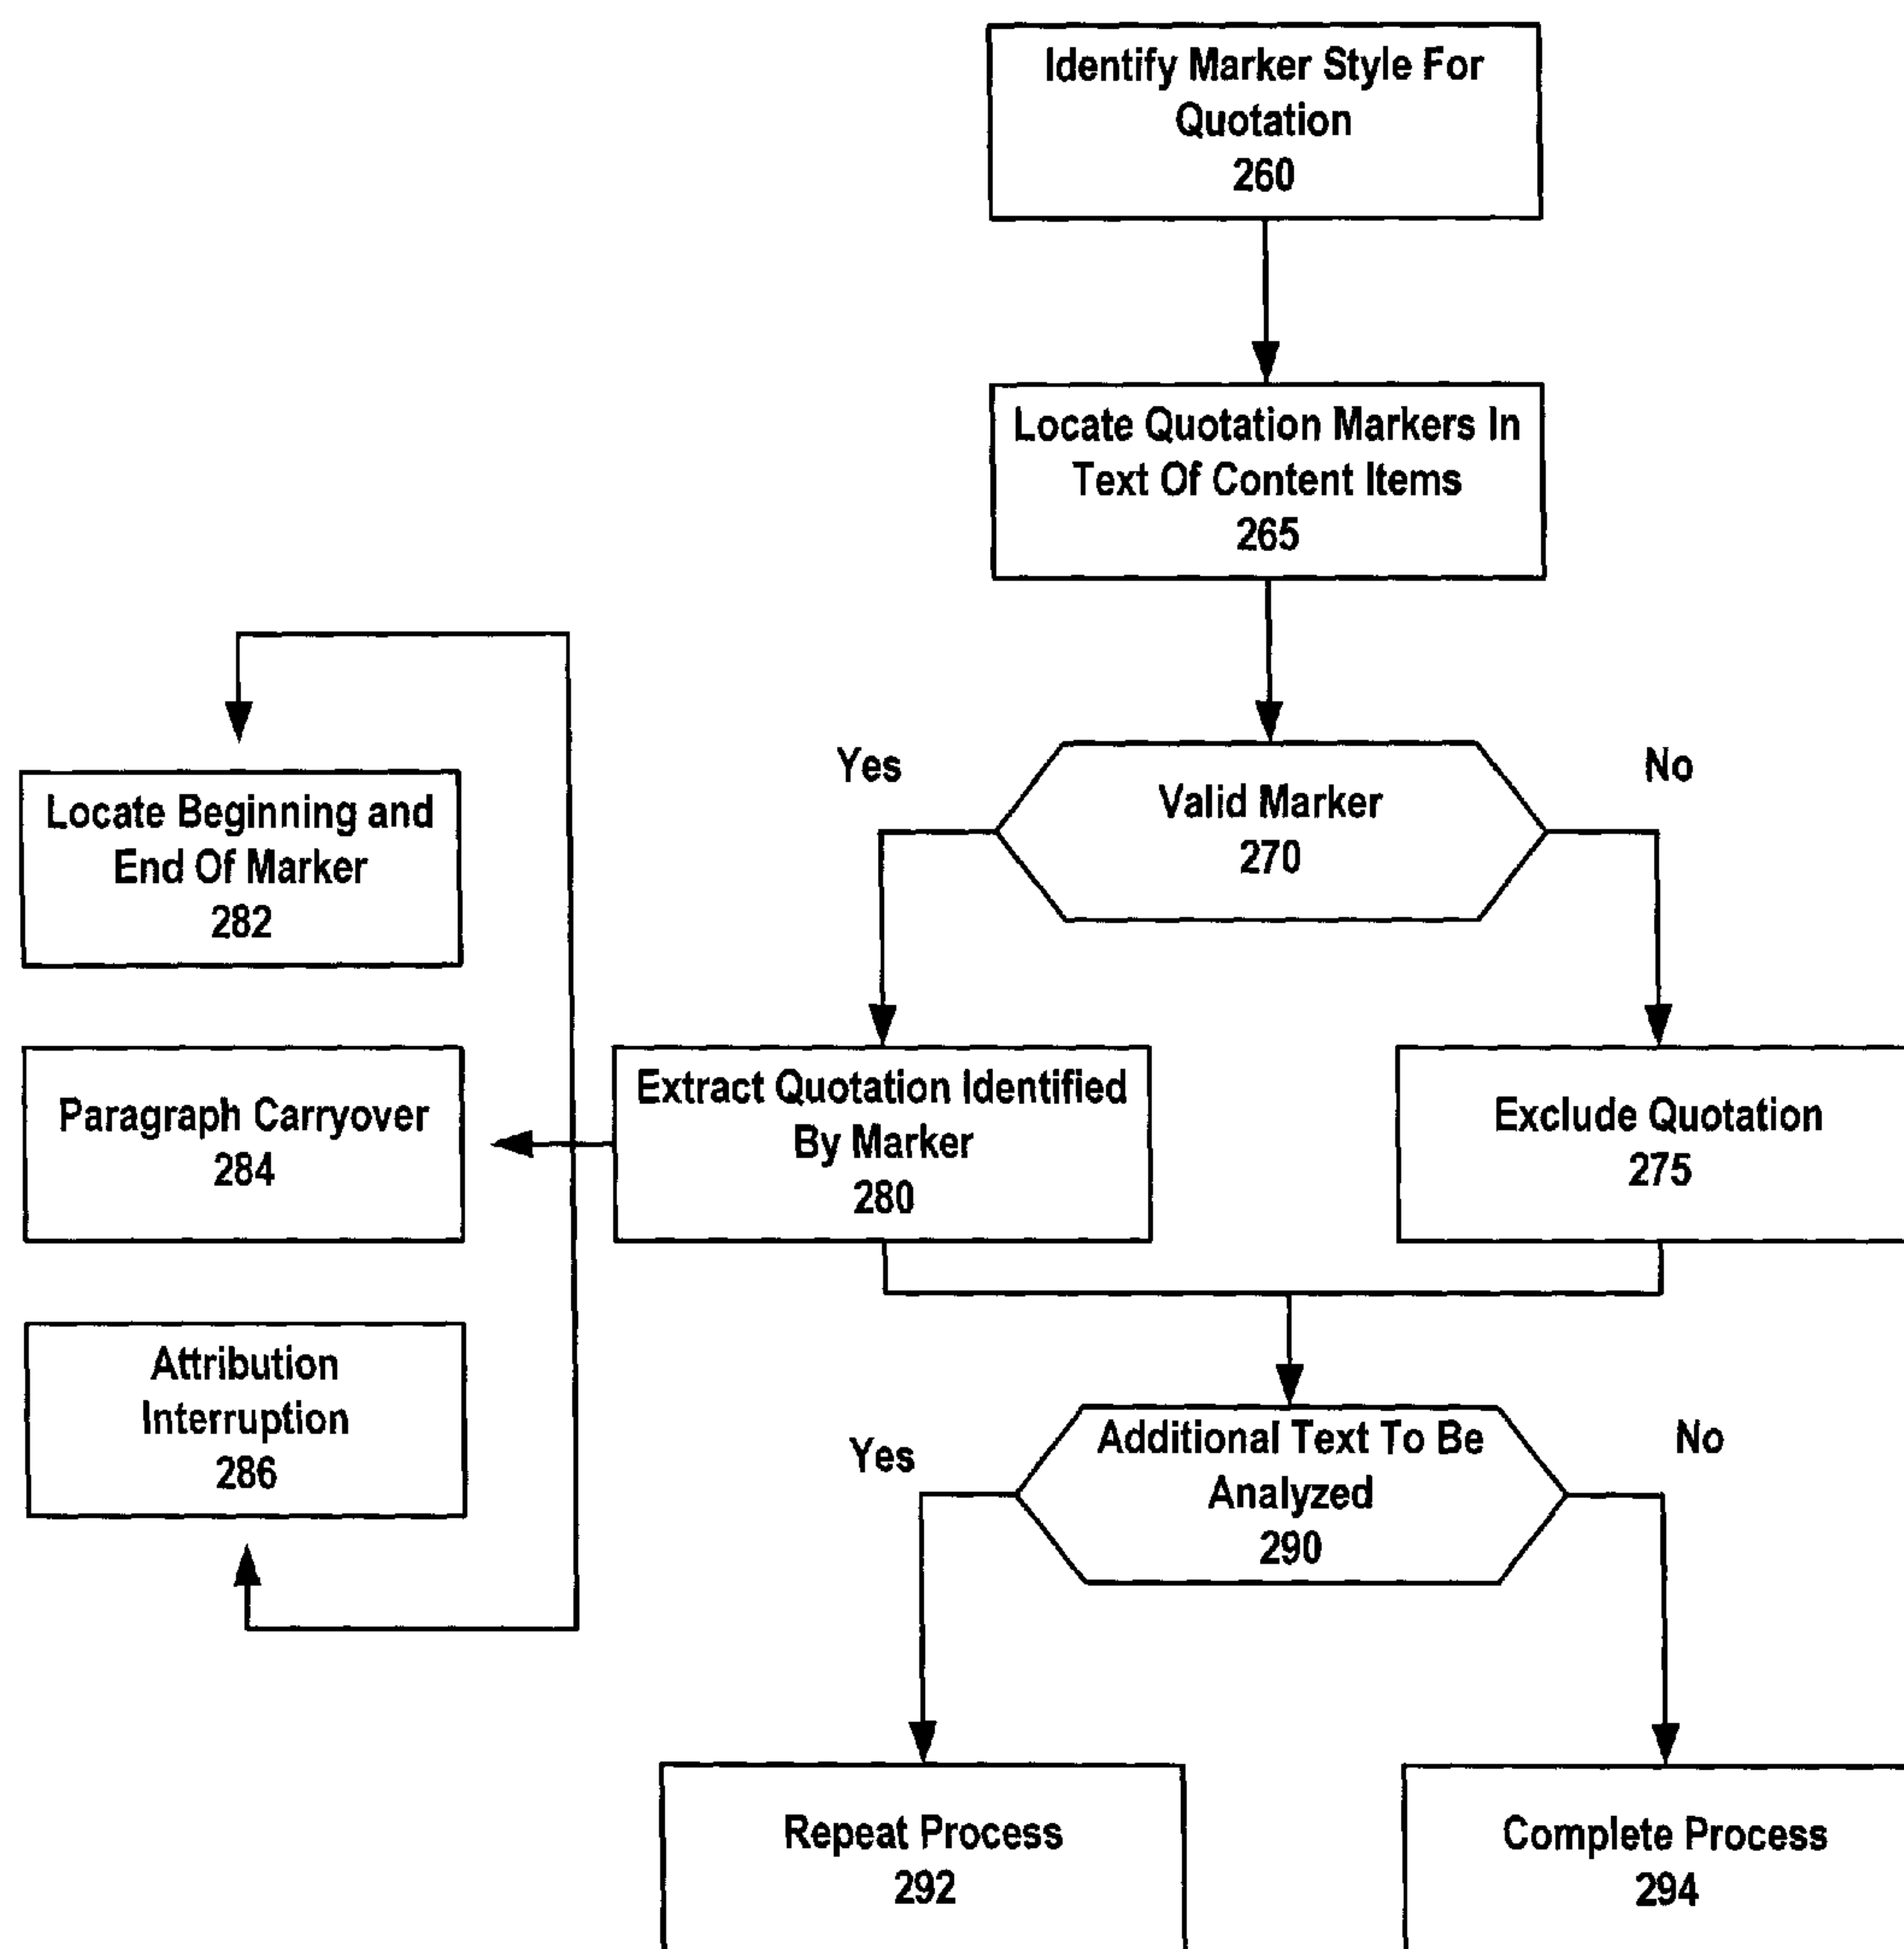 Identify Marker Style For
Quotation
260
Locate Quotation Markers In
Text Of Content Items
265
Yes
No
Valid Marker
270
Locate Beginning and
End Of Marker
282
Paragraph Carryover
284
Extract Quotation Identified
By Marker
280
Exclude Quotation
275
Attribution
Interruption
286
Yes
No
Additional Text To Be
Analyzed
290
Repeat Process
292
Complete Process
294